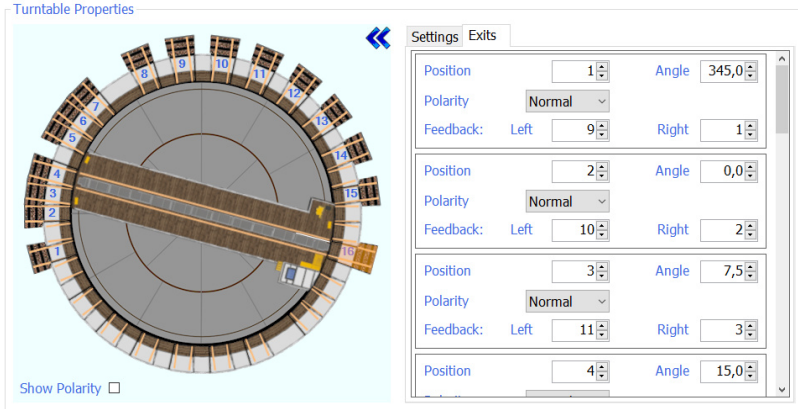 Turntable Properties
8
9
10
11
12
13
14
15
16
7
6
5
4
3
2
1
Show Polarity
Settings Exits
Position 1 Angle 345,0
Polarity Normal
Feedback: Left 9 Right 1
Position 2 Angle 0,0
Polarity Normal
Feedback: Left 10 Right 2
Position 3 Angle 7,5
Polarity Normal
Feedback: Left 11 Right 3
Position 4 Angle 15,0